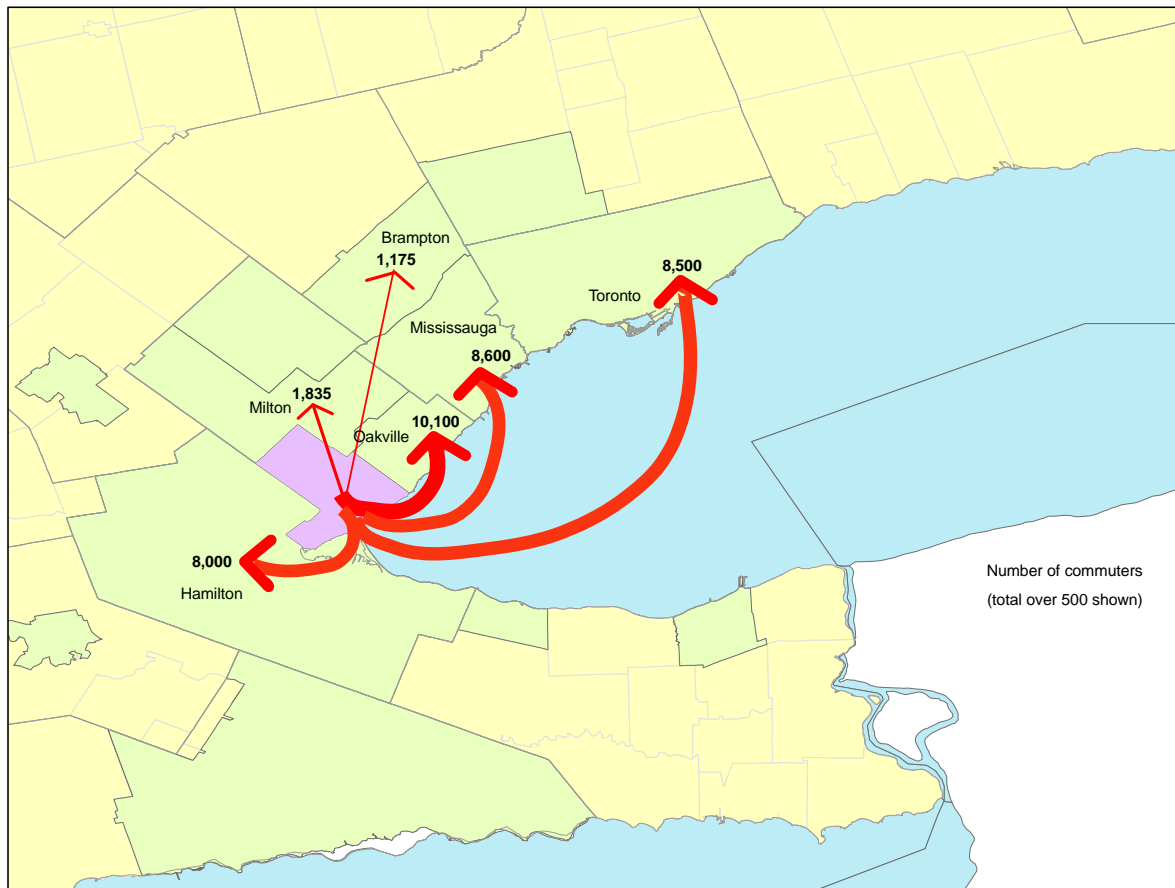 Brampton
1,175
8,500
Toronto
Mississauga
8,600
1,835
Milton
10,100
Oakville
8,000
Hamilton
Number of commuters
(total over 500 shown)